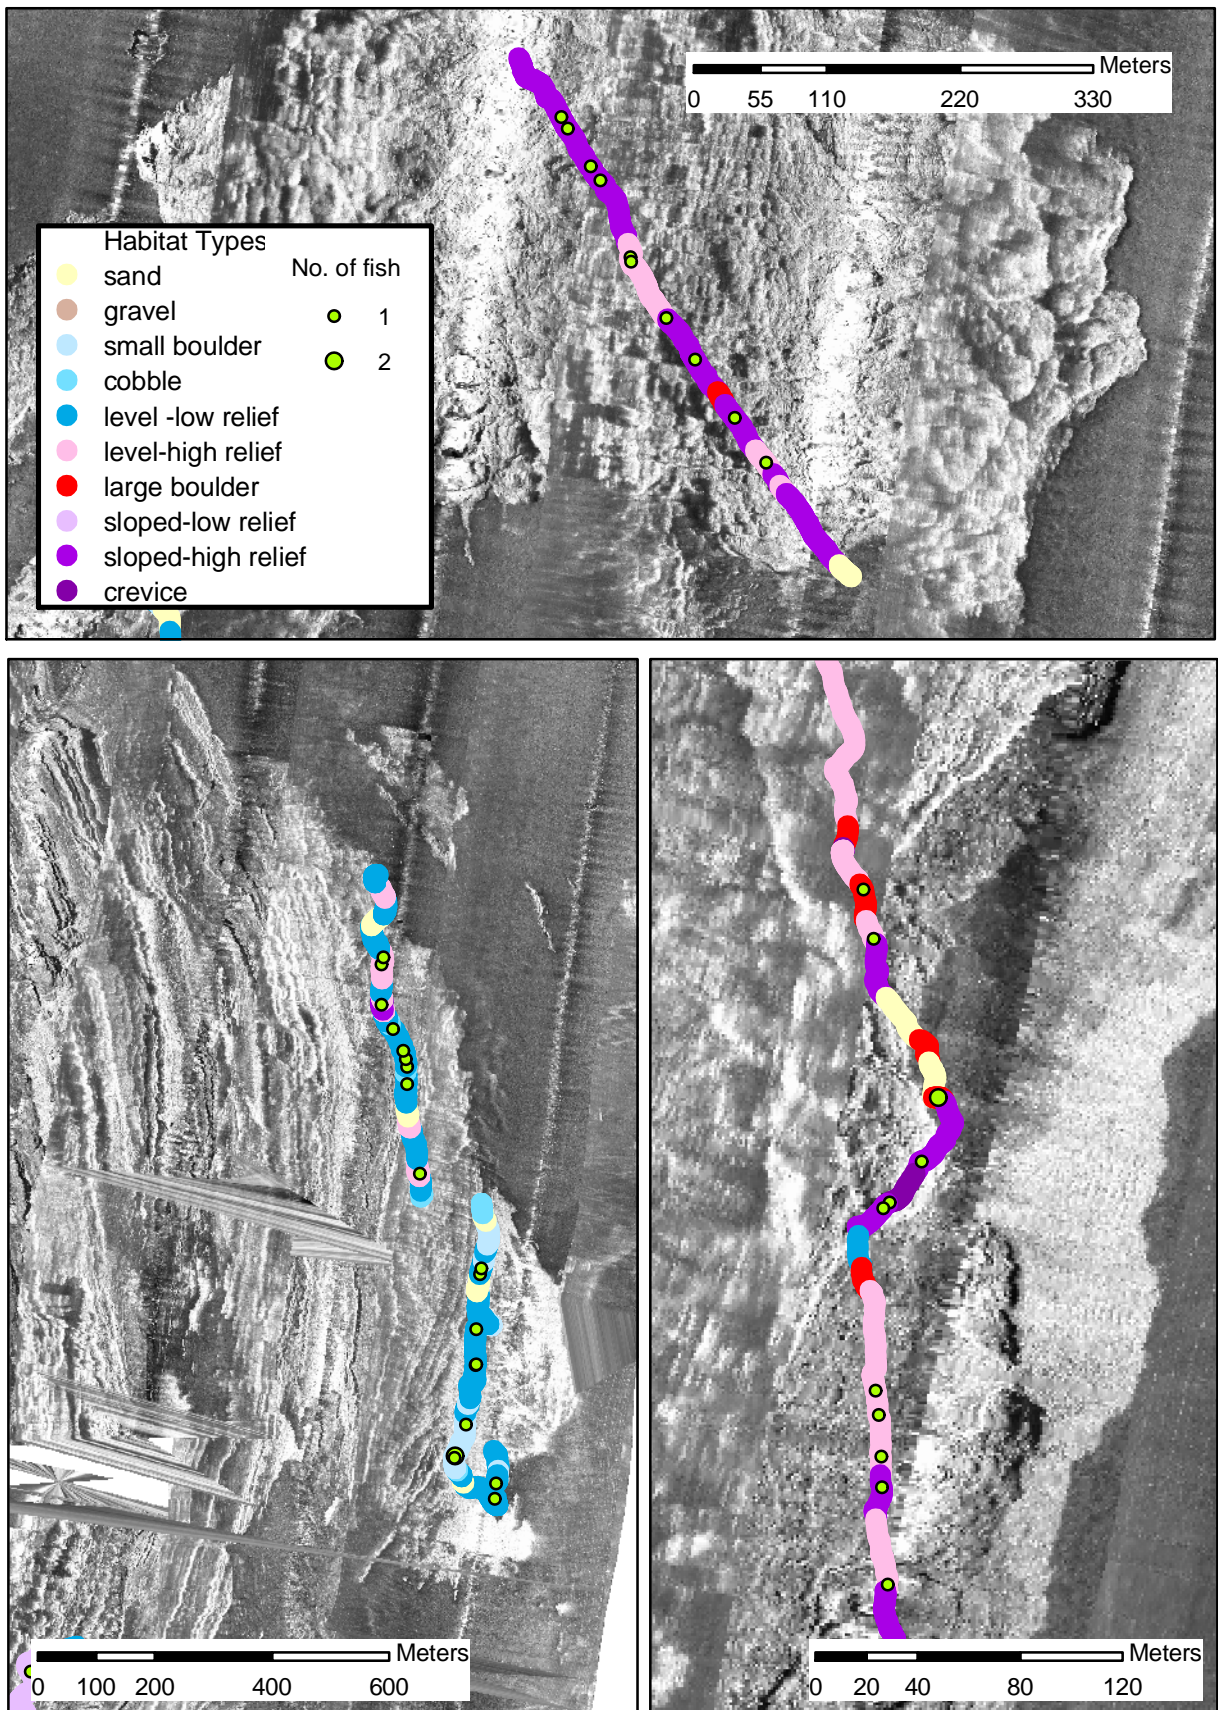 Meters
0 55 110 220 330
Habitat Types
No. of fish
sand
gravel
1
small boulder
2
cobble
level -low relief
level-high relief
large boulder
sloped-low relief
sloped-high relief
crevice
Meters
0 100 200 400 600
Meters
0 20 40 80 120